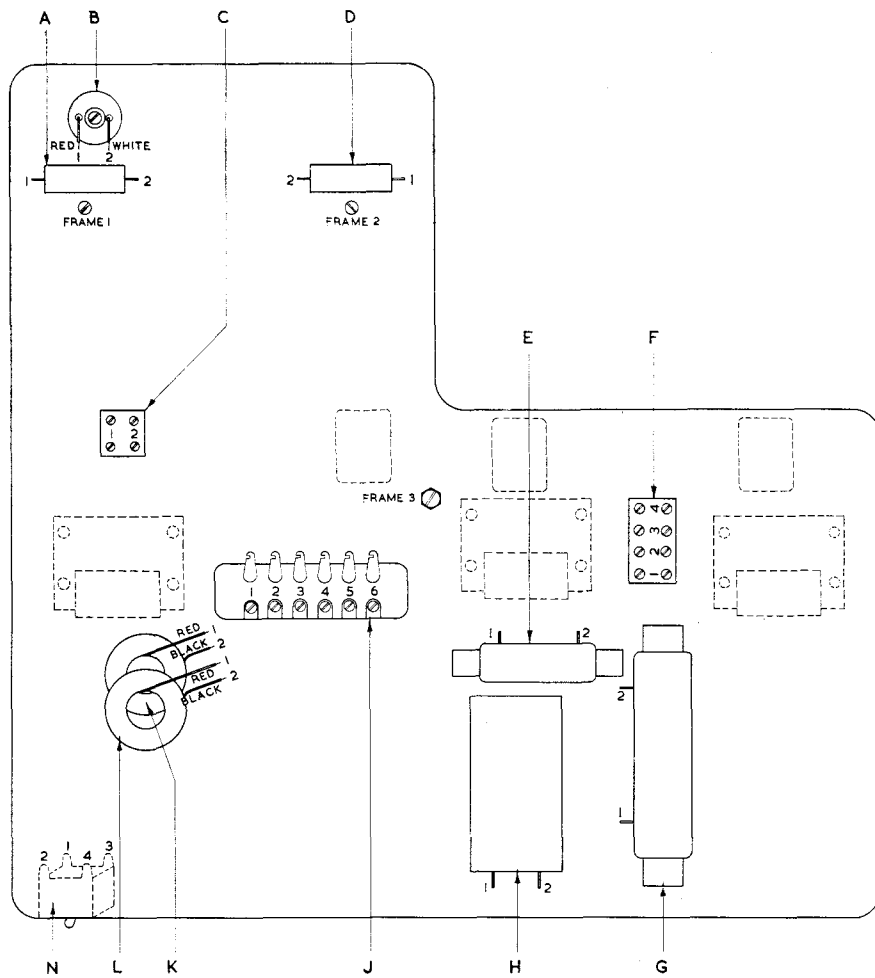 A B C D
RED WHITE
1 2
1 2
2 1
FRAME 1
FRAME 2
E F
1 2
FRAME 3
4
3
2
1
1 2 3 4 5 6
1 2
RED 1
BLACK 2
RED 1
BLACK 2
2
1
2 1 4 3
1 2
N L K J H G